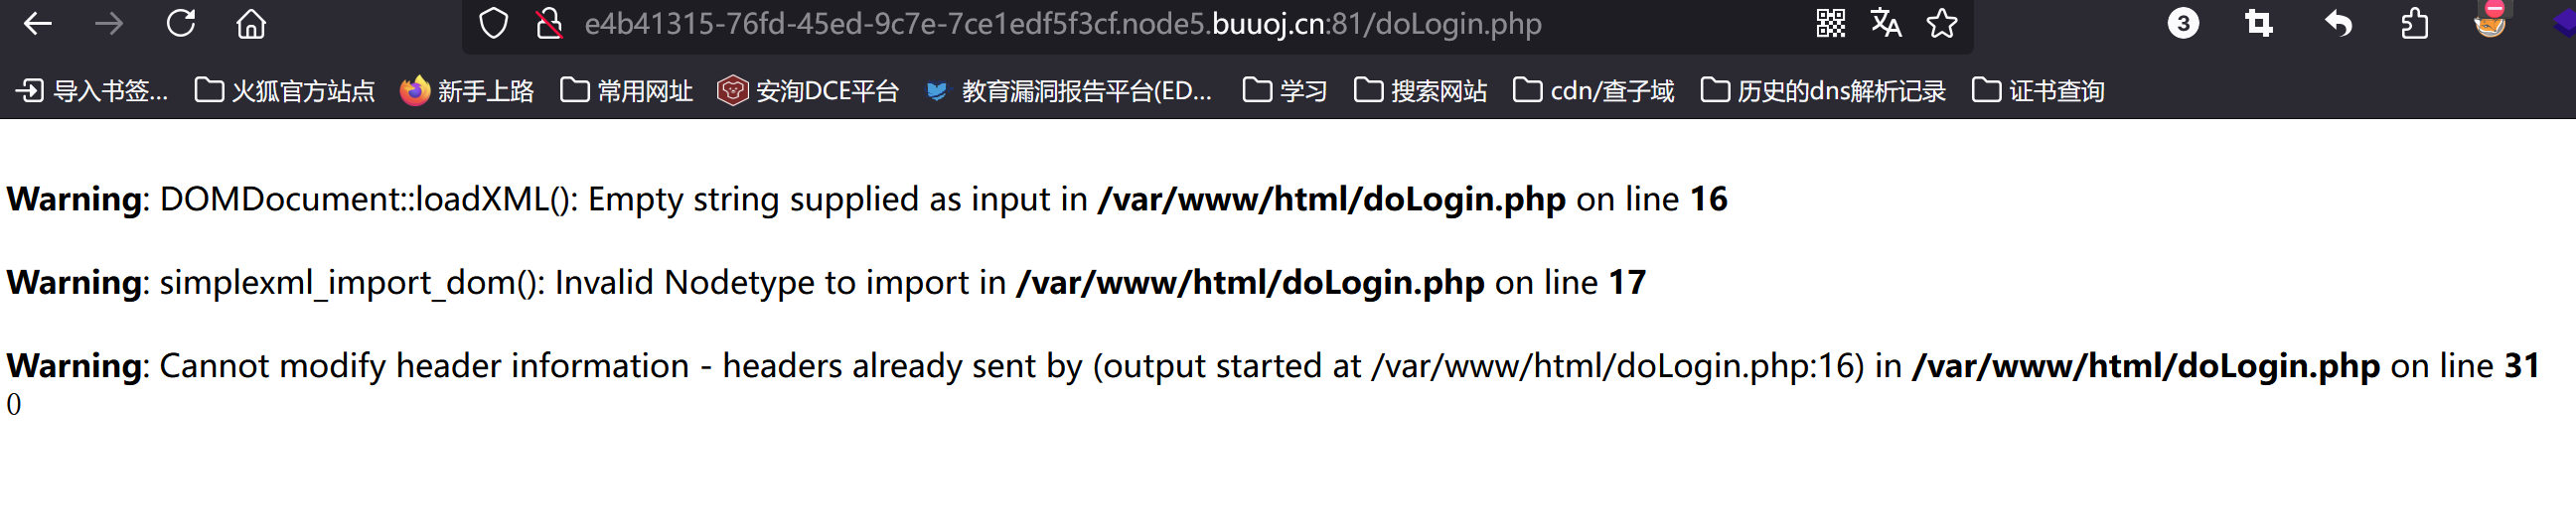 e4b41315-76fd-45ed-9c7e-7ce1edf5f3cf.node5.buuoj.cn:81/doLogin.php
3
导入书签... 火狐官方站点 新手上路 常用网址 安洵DCE平台 教育漏洞报告平台(ED... 学习 搜索网站 cdn/查子域 历史的dns解析记录 证书查询
Warning: DOMDocument::loadXML(): Empty string supplied as input in /var/www/html/doLogin.php on line 16
Warning: simplexml_import_dom(): Invalid Nodetype to import in /var/www/html/doLogin.php on line 17
Warning: Cannot modify header information - headers already sent by (output started at /var/www/html/doLogin.php:16) in /var/www/html/doLogin.php on line 31
0